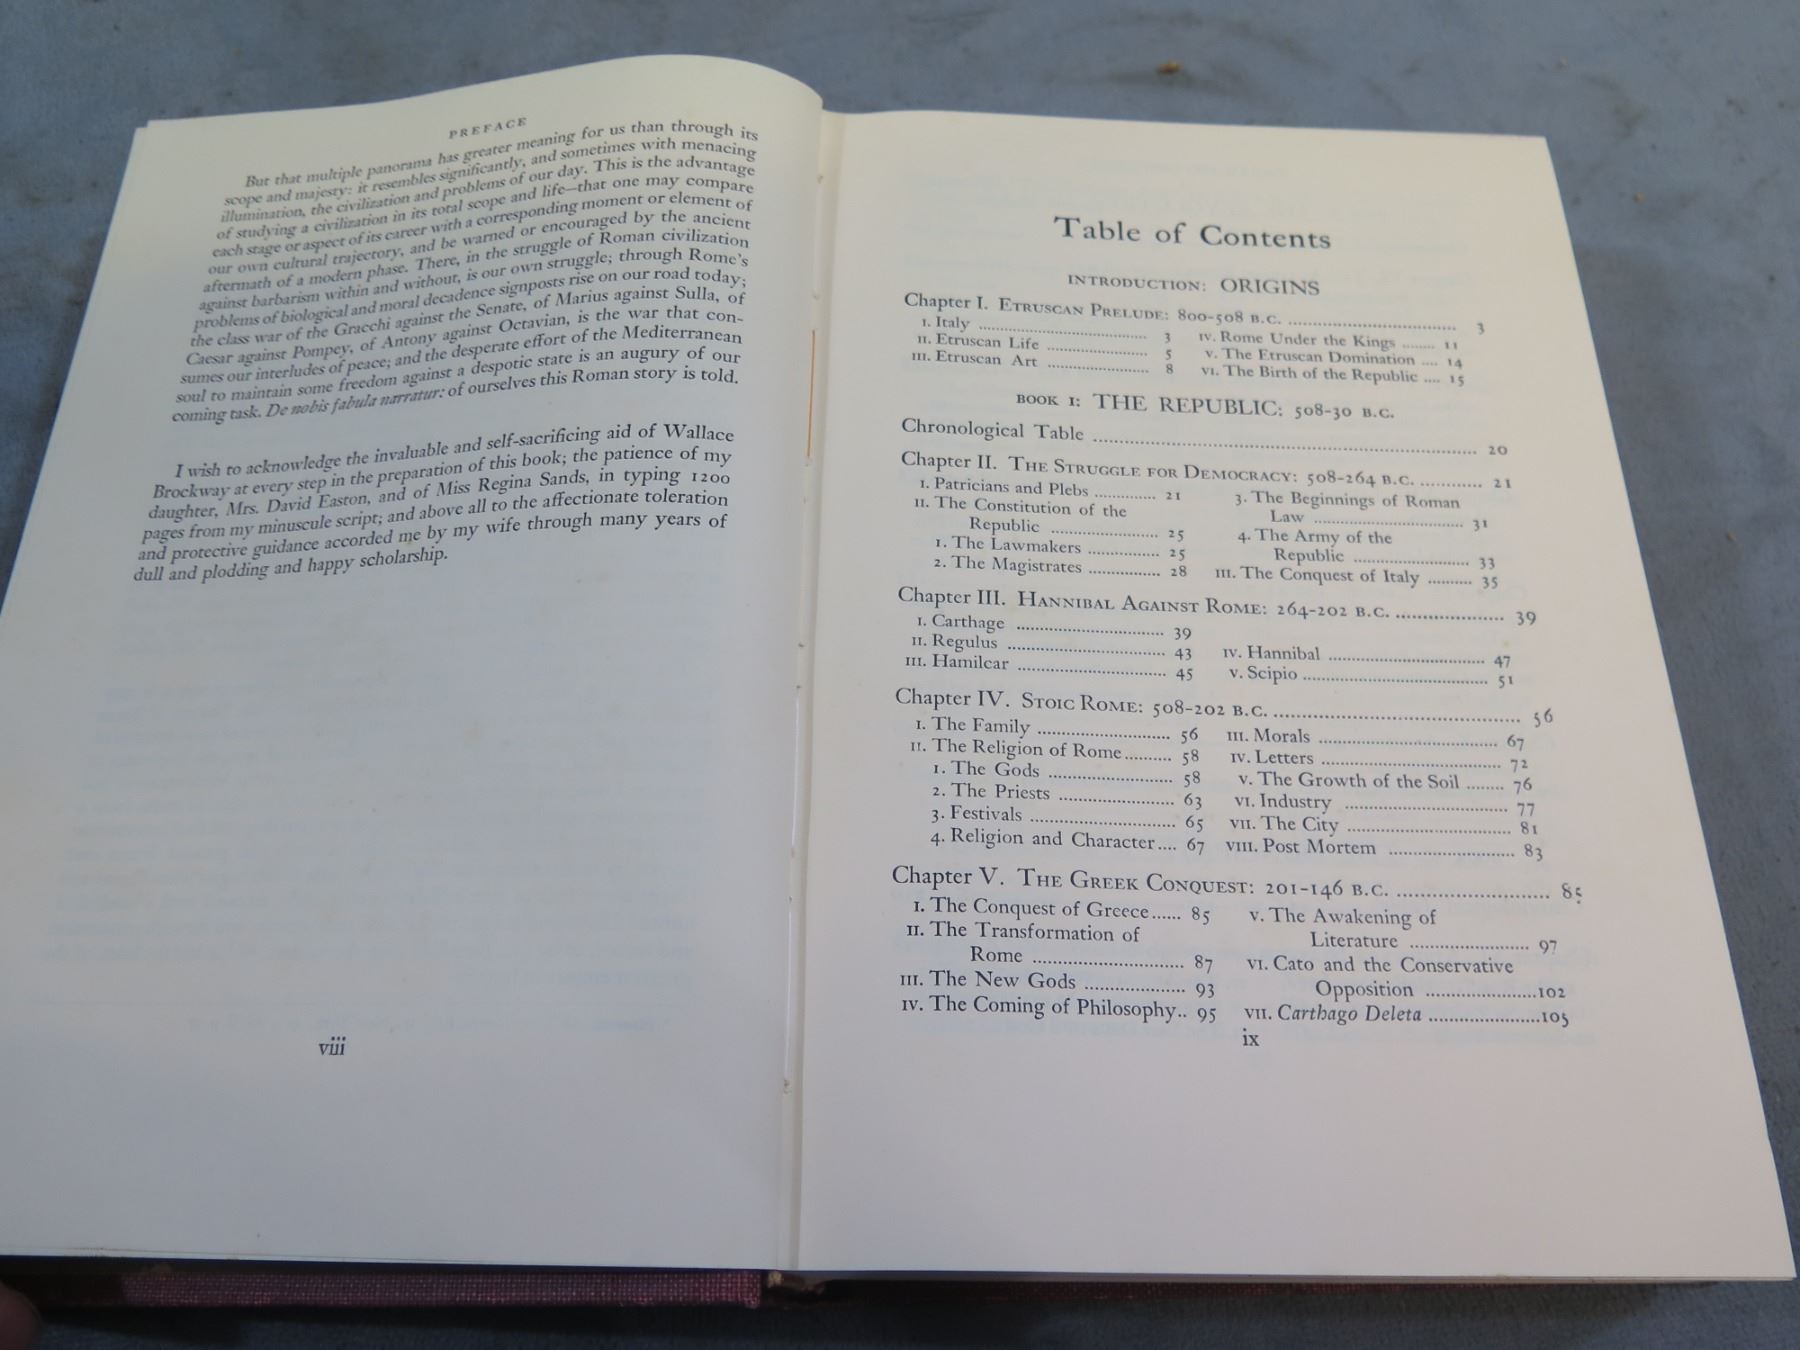 PREFACE
But that multiple panorama has greater meaning for us than through its
scope and majesty: it resembles significantly, and sometimes with menacing
illumination, the civilization and problems of our day. This is the advantage
of studying a civilization in its total scope and life—that one may compare
each stage or aspect of its career with a corresponding moment or element of
our own cultural trajectory, and be warned or encouraged by the ancient
aftermath of a modern phase. There, in the struggle of Roman civilization
against barbarism within and without, is our own struggle; through Rome's
problems of biological and moral decadence signposts rise on our road today;
the class war of the Gracchi against the Senate, of Marius against Sulla, of
Caesar against Pompey, of Antony against Octavian, is the war that con-
sumes our interludes of peace; and the desperate effort of the Mediterranean
soul to maintain some freedom against a despotic state is an augury of our
coming task. De nobis fabula narratur: of ourselves this Roman story is told.
I wish to acknowledge the invaluable and self-sacrificing aid of Wallace
Brockway at every step in the preparation of this book; the patience of my
daughter, Mrs. David Easton, and of Miss Regina Sands, in typing 1200
pages from my minuscule script; and above all to the affectionate toleration
and protective guidance accorded me by my wife through many years of
dull and plodding and happy scholarship.
viii
Table of Contents
INTRODUCTION: ORIGINS
Chapter I. ETRUSCAN PRELUDE: 800-508 B.C. .......... 3
I. Italy .......... 3
II. Etruscan Life .......... 5
III. Etruscan Art .......... 8
IV. Rome Under the Kings ........ 11
V. The Etruscan Domination .... 14
VI. The Birth of the Republic .... 15
BOOK I: THE REPUBLIC: 508-30 B.C.
Chronological Table .......... 20
Chapter II. THE STRUGGLE FOR DEMOCRACY: 508-264 B.C. .......... 21
I. Patricians and Plebs .......... 21
II. The Constitution of the
Republic .......... 25
1. The Lawmakers .......... 25
2. The Magistrates .......... 28
3. The Beginnings of Roman
Law .......... 31
4. The Army of the
Republic .......... 33
III. The Conquest of Italy .......... 35
Chapter III. HANNIBAL AGAINST ROME: 264-202 B.C. .......... 39
I. Carthage .......... 39
II. Regulus .......... 43
III. Hamilcar .......... 45
IV. Hannibal .......... 47
V. Scipio .......... 51
Chapter IV. STOIC ROME: 508-202 B.C. .......... 56
I. The Family .......... 56
II. The Religion of Rome .......... 58
1. The Gods .......... 58
2. The Priests .......... 63
3. Festivals .......... 65
4. Religion and Character .... 67
III. Morals .......... 67
IV. Letters .......... 72
V. The Growth of the Soil ....... 76
VI. Industry .......... 77
VII. The City .......... 81
VIII. Post Mortem .......... 83
Chapter V. THE GREEK CONQUEST: 201-146 B.C. .......... 85
I. The Conquest of Greece ...... 85
II. The Transformation of
Rome .......... 87
III. The New Gods .......... 93
IV. The Coming of Philosophy.. 95
V. The Awakening of
Literature .......... 97
VI. Cato and the Conservative
Opposition .......... 102
VII. Carthago Deleta .......... 105
ix